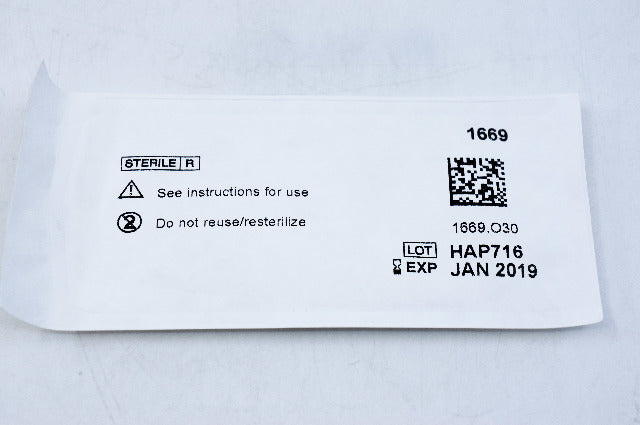 1669
STERILE R
See instructions for use
Do not reuse/resterilize
1669.O30
LOT HAP716
EXP JAN 2019